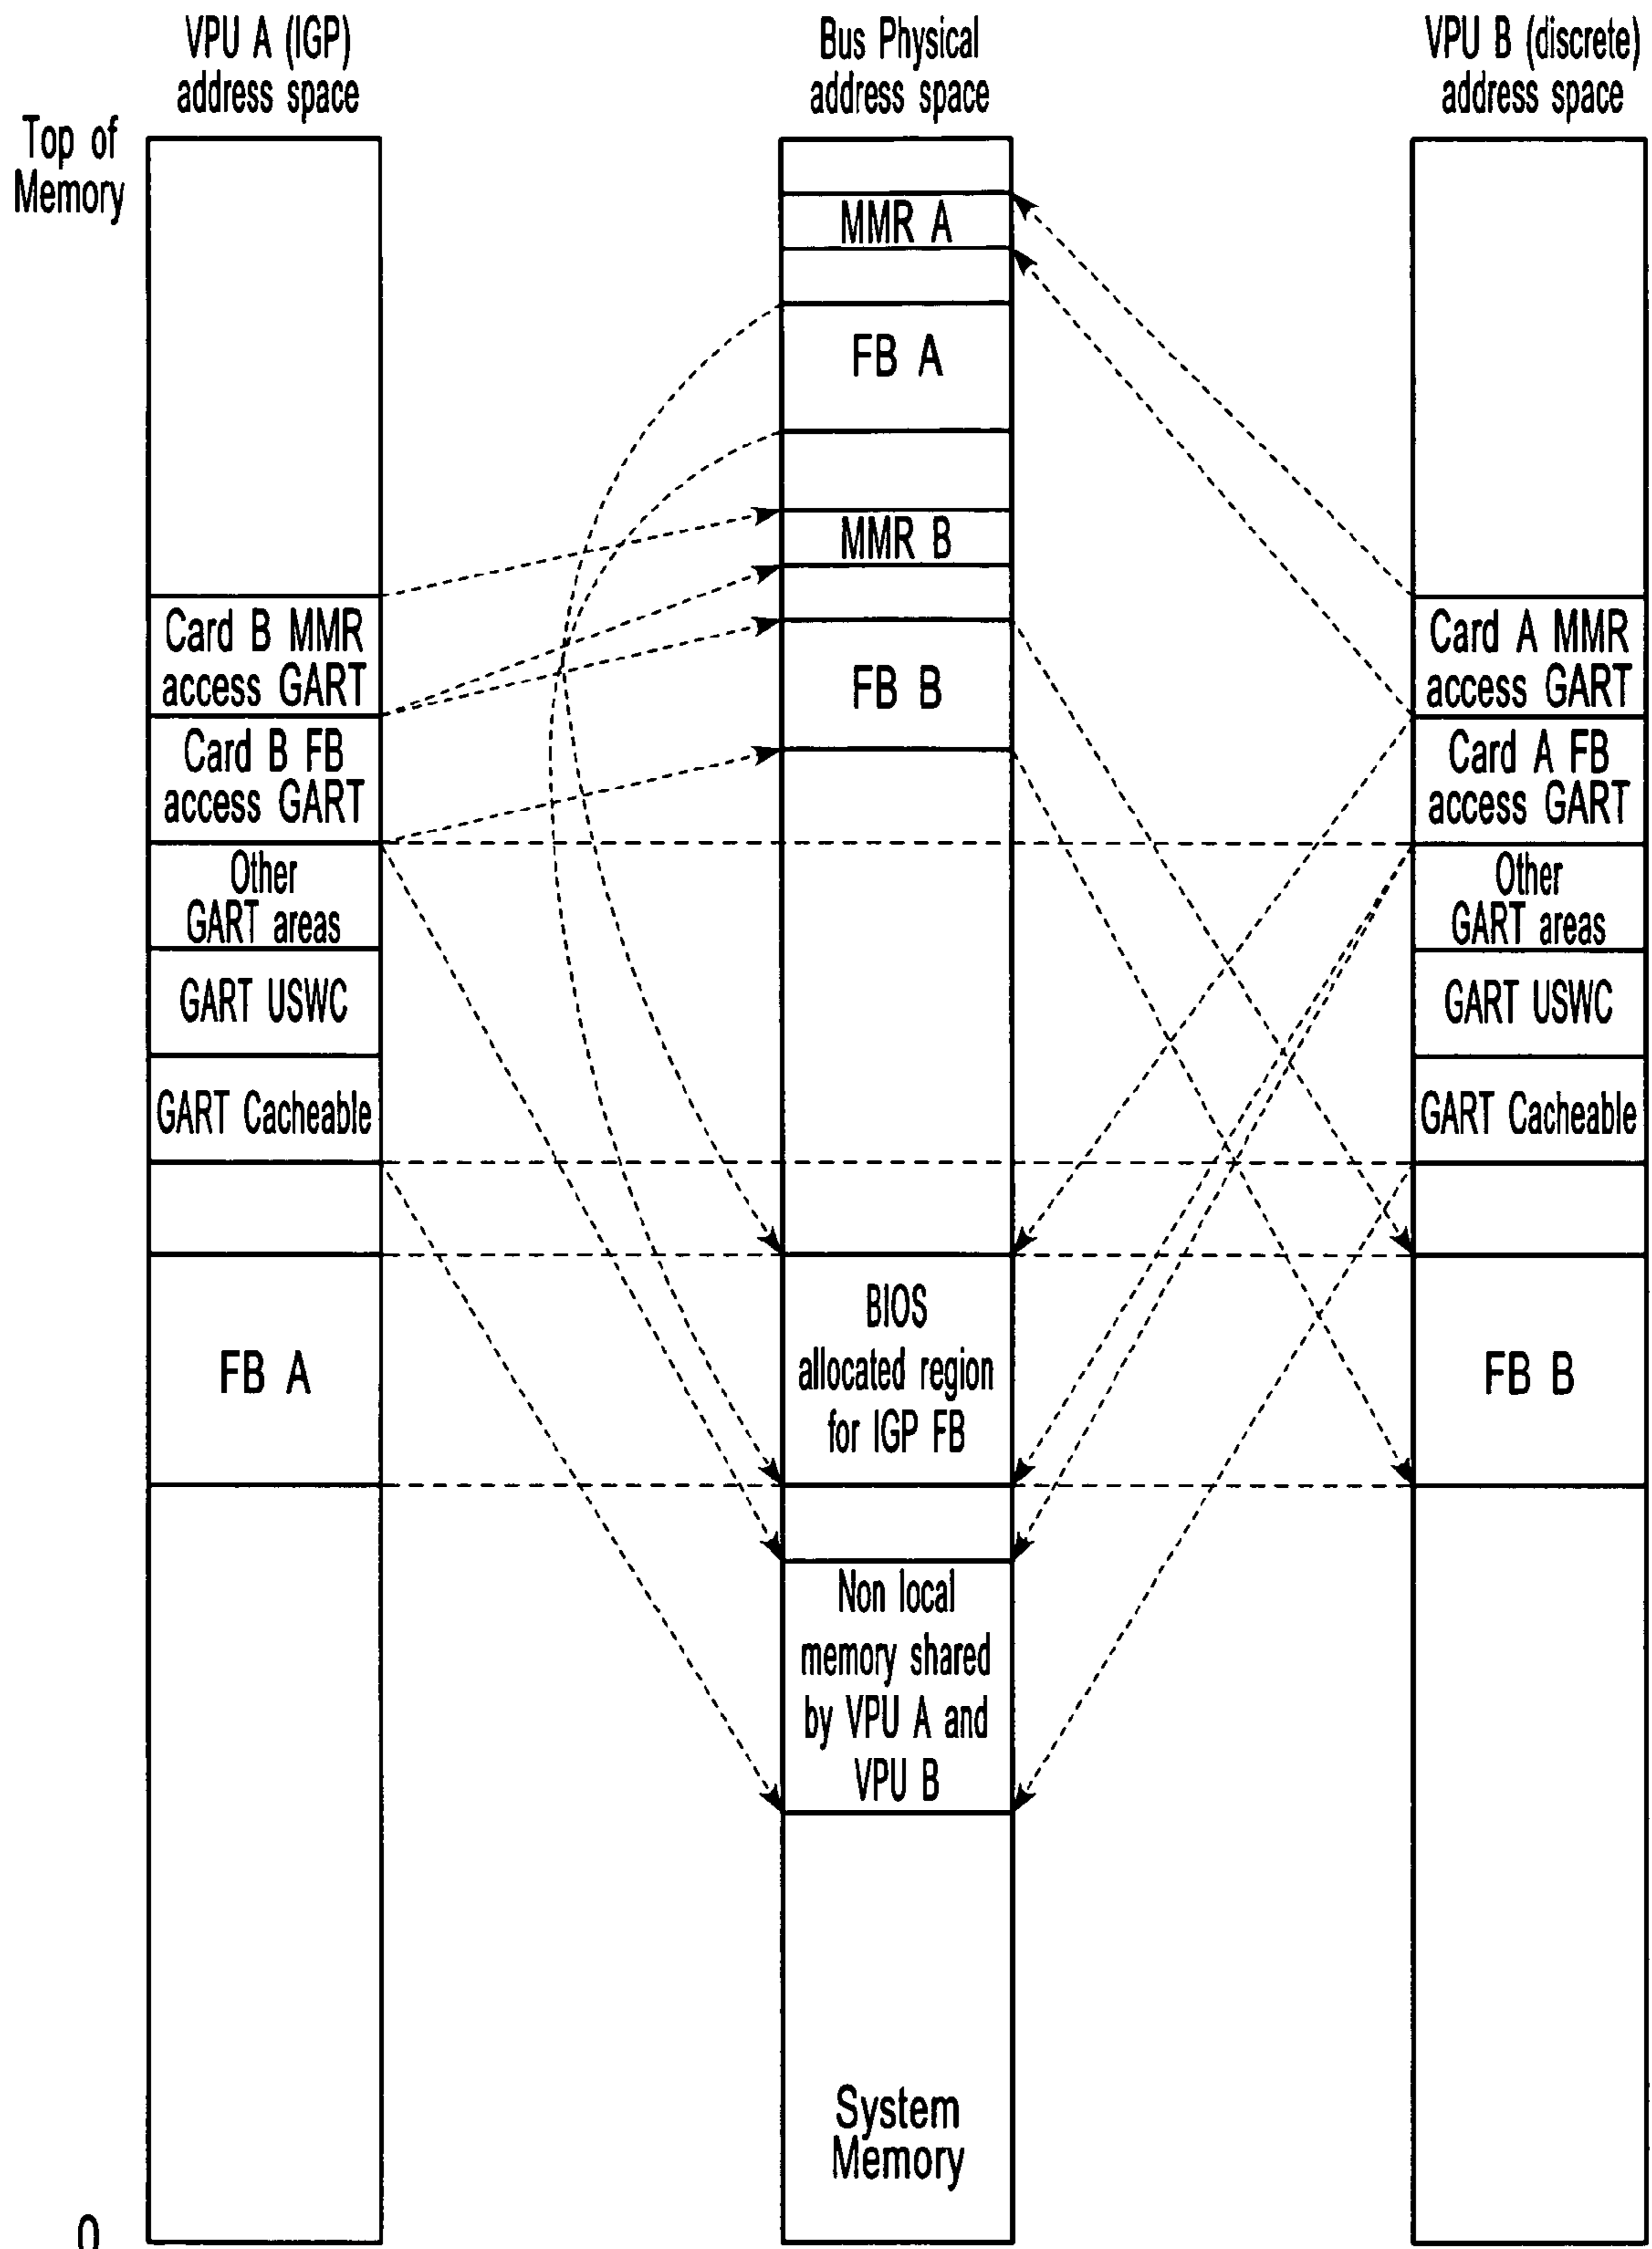 VPU A (IGP)
address space
Bus Physical
address space
VPU B (discrete)
address space
Top of
Memory
MMR A
FB A
MMR B
FB B
Card B MMR
access GART
Card B FB
access GART
Other
GART areas
GART USWC
GART Cacheable
FB A
Card A MMR
access GART
Card A FB
access GART
Other
GART areas
GART USWC
GART Cacheable
FB B
BIOS
allocated region
for IGP FB
Non local
memory shared
by VPU A and
VPU B
System
Memory
0